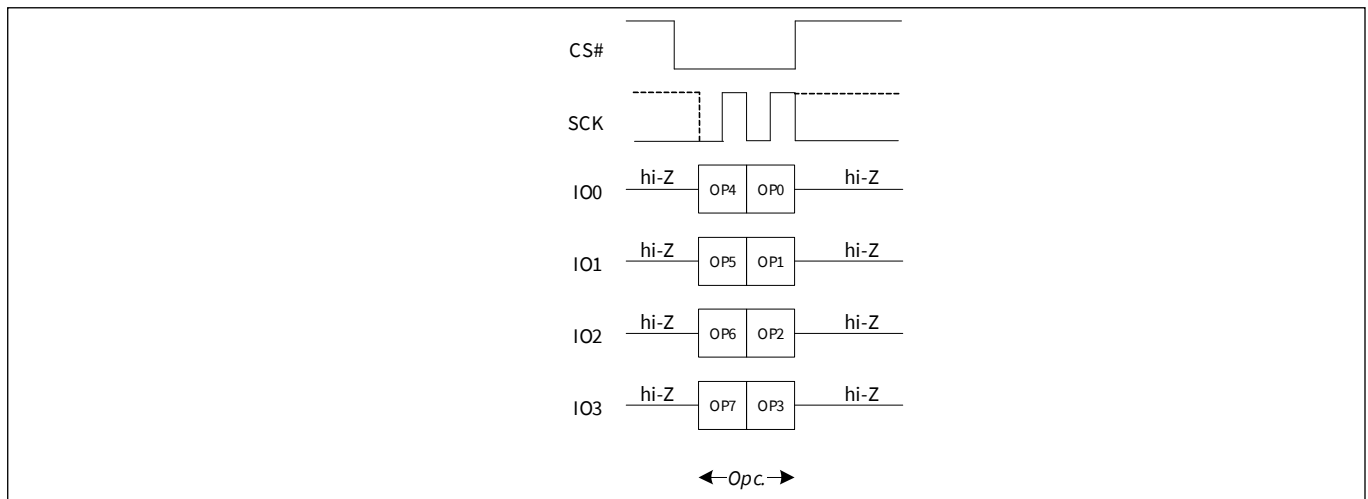 CS#
SCK
hi-Z hi-Z
IO0 OP4 OP0
hi-Z hi-Z
IO1 OP5 OP1
hi-Z hi-Z
IO2 OP6 OP2
hi-Z hi-Z
IO3 OP7 OP3
Opc.